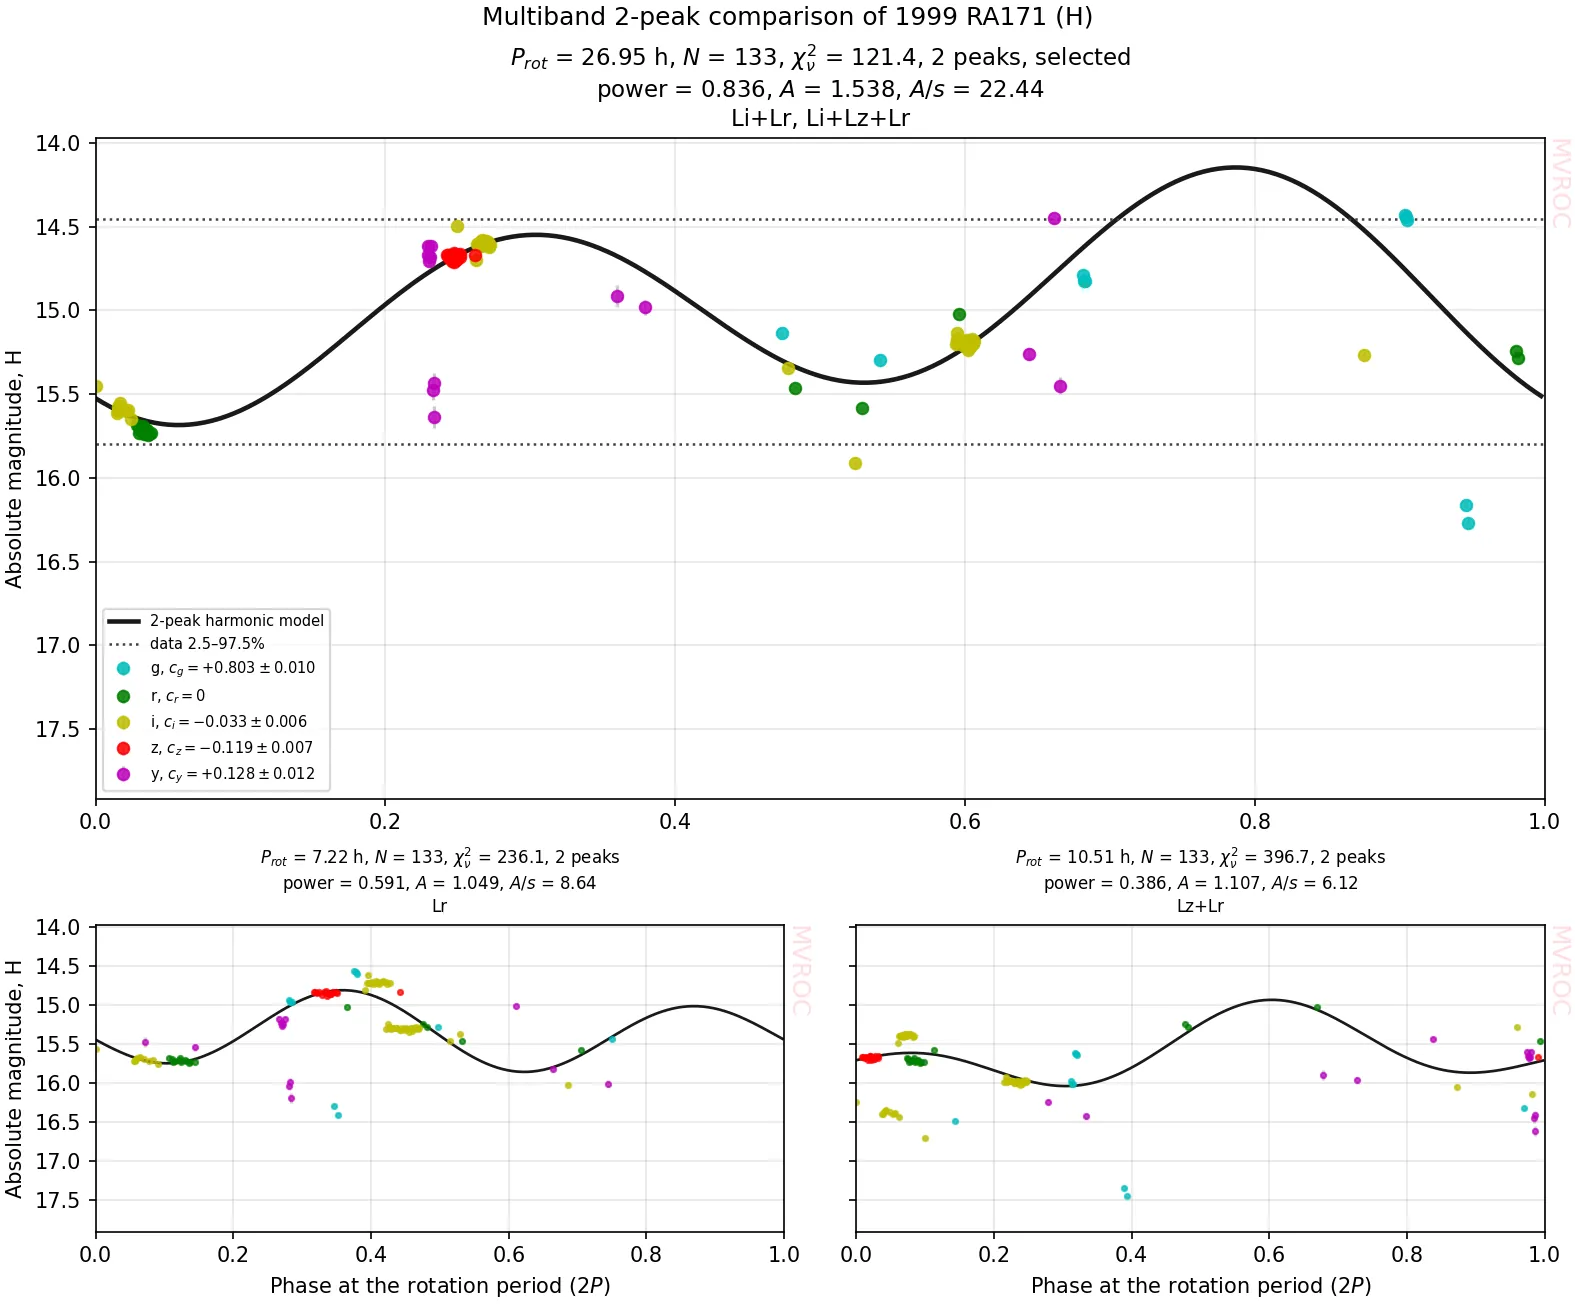 Multiband 2-peak comparison of 1999 RA171 (H)
P_rot = 26.95 h, N = 133, χ²_ν = 121.4, 2 peaks, selected
power = 0.836, A = 1.538, A/s = 22.44
Li+Lr, Li+Lz+Lr
14.0
14.5
15.0
15.5
16.0
16.5
17.0
17.5
Absolute magnitude, H
MVROC
2-peak harmonic model
data 2.5–97.5%
g, c_g = +0.803 ± 0.010
r, c_r = 0
i, c_i = −0.033 ± 0.006
z, c_z = −0.119 ± 0.007
y, c_y = +0.128 ± 0.012
0.0 0.2 0.4 0.6 0.8 1.0
P_rot = 7.22 h, N = 133, χ²_ν = 236.1, 2 peaks
power = 0.591, A = 1.049, A/s = 8.64
Lr
14.0
14.5
15.0
15.5
16.0
16.5
17.0
17.5
Absolute magnitude, H
MVROC
0.0 0.2 0.4 0.6 0.8 1.0
Phase at the rotation period (2P)
P_rot = 10.51 h, N = 133, χ²_ν = 396.7, 2 peaks
power = 0.386, A = 1.107, A/s = 6.12
Lz+Lr
MVROC
0.0 0.2 0.4 0.6 0.8 1.0
Phase at the rotation period (2P)